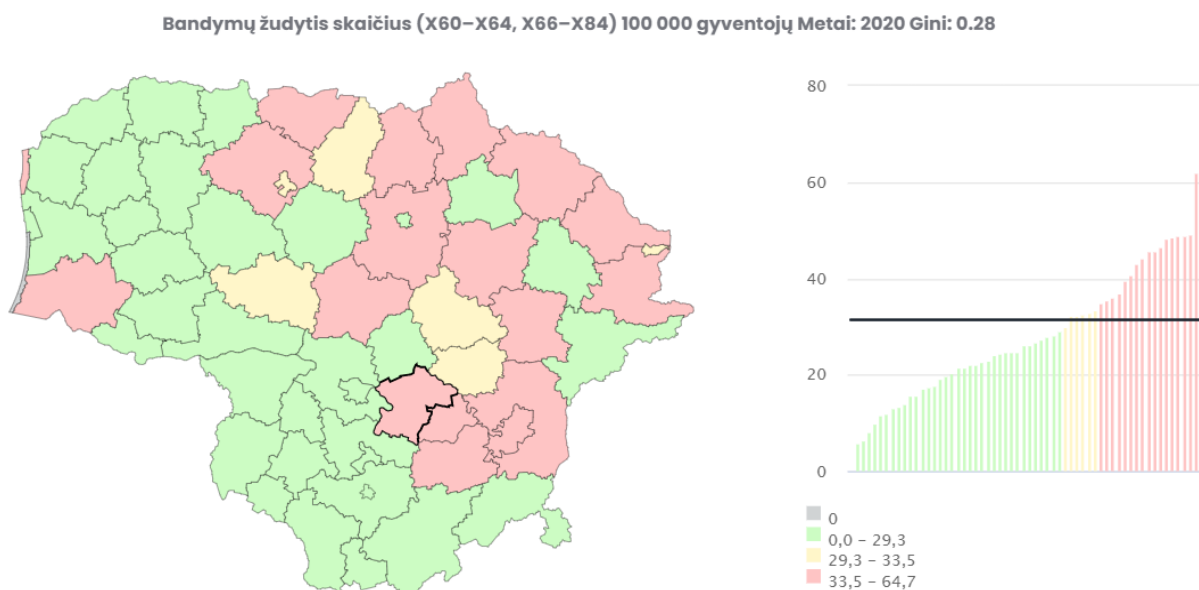 Bandymų žudytis skaičius (X60–X64, X66–X84) 100 000 gyventojų Metai: 2020 Gini: 0.28
80
60
40
20
0
0
0,0 – 29,3
29,3 – 33,5
33,5 – 64,7